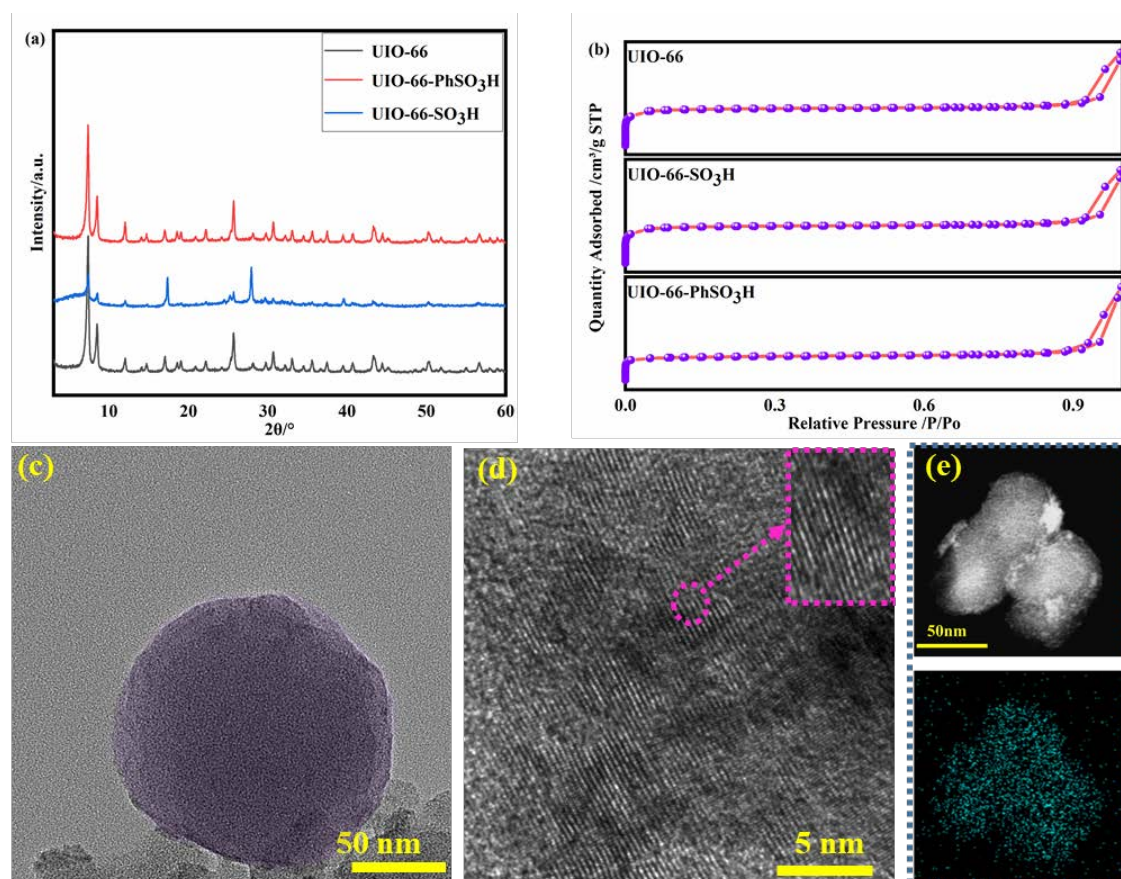 (a)
UIO-66
UIO-66-PhSO₃H
UIO-66-SO₃H
Intensity/a.u.
10 20 30 40 50 60
2θ/°
(b)
UIO-66
UIO-66-SO₃H
UIO-66-PhSO₃H
Quantity Adsorbed /cm³/g STP
0.0 0.3 0.6 0.9
Relative Pressure /P/Po
(c)
50 nm
(d)
5 nm
(e)
50nm